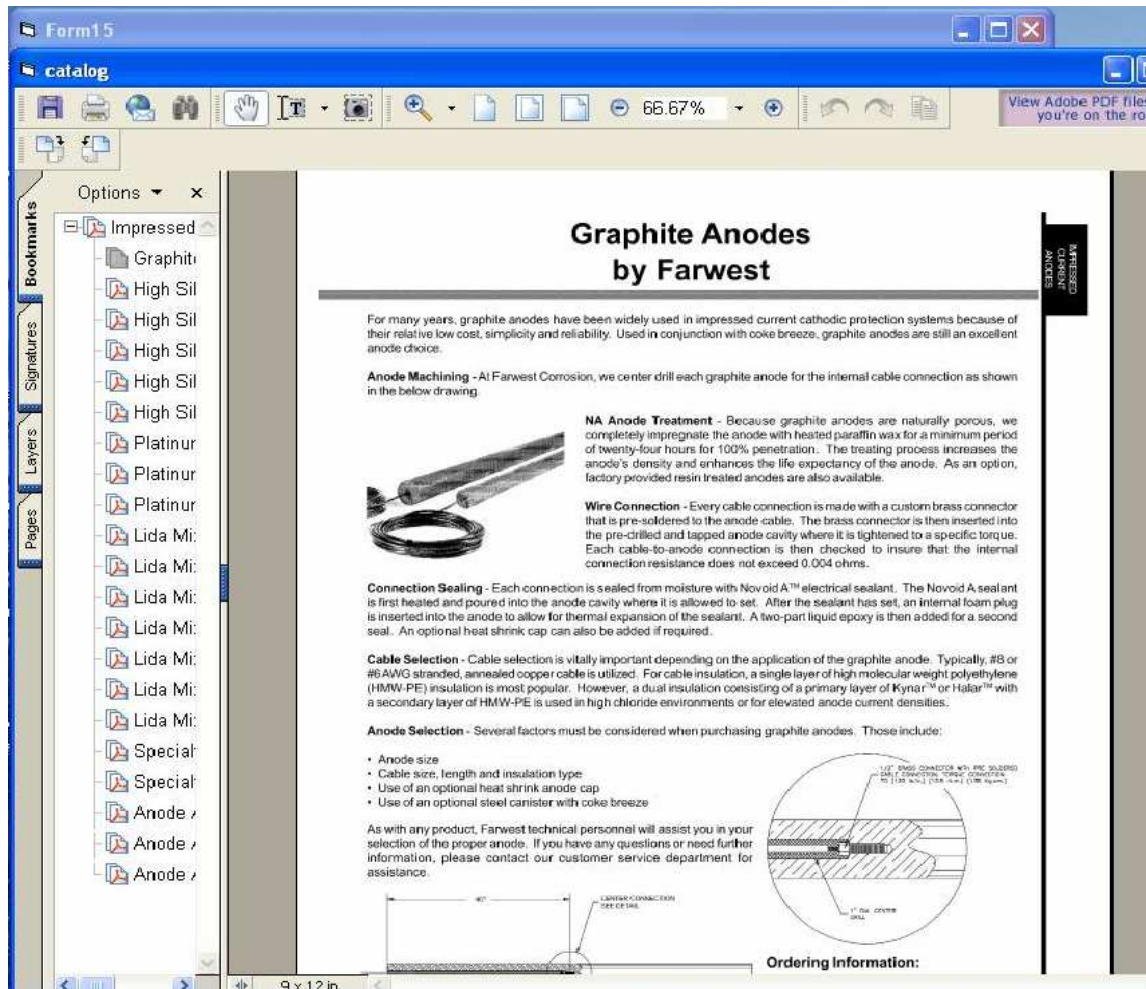 Form15
catalog
66.67%
View Adobe PDF files
you're on the ro
Options
Bookmarks
Signatures
Layers
Pages
Impressed
Graphit
High Sil
High Sil
High Sil
High Sil
High Sil
Platinur
Platinur
Platinur
Lida Mi
Lida Mi
Lida Mi
Lida Mi
Lida Mi
Lida Mi
Lida Mi
Special
Special
Anode
Anode
Anode
Graphite Anodes
by Farwest
IMPRESSED
CURRENT
ANODES
For many years, graphite anodes have been widely used in impressed current cathodic protection systems because of
their relative low cost, simplicity and reliability. Used in conjunction with coke breeze, graphite anodes are still an excellent
anode choice.
Anode Machining - At Farwest Corrosion, we center drill each graphite anode for the internal cable connection as shown
in the below drawing.
NA Anode Treatment - Because graphite anodes are naturally porous, we
completely impregnate the anode with heated paraffin wax for a minimum period
of twenty-four hours for 100% penetration. The treating process increases the
anode's density and enhances the life expectancy of the anode. As an option,
factory provided resin treated anodes are also available.
Wire Connection - Every cable connection is made with a custom brass connector
that is pre-soldered to the anode cable. The brass connector is then inserted into
the pre-drilled and tapped anode cavity where it is tightened to a specific torque.
Each cable-to-anode connection is then checked to insure that the internal
connection resistance does not exceed 0.004 ohms.
Connection Sealing - Each connection is sealed from moisture with Novoid A™ electrical sealant. The Novoid A sealant
is first heated and poured into the anode cavity where it is allowed to set. After the sealant has set, an internal foam plug
is inserted into the anode to allow for thermal expansion of the sealant. A two-part liquid epoxy is then added for a second
seal. An optional heat shrink cap can also be added if required.
Cable Selection - Cable selection is vitally important depending on the application of the graphite anode. Typically, #8 or
#6 AWG stranded, annealed copper cable is utilized. For cable insulation, a single layer of high molecular weight polyethylene
(HMW-PE) insulation is most popular. However, a dual insulation consisting of a primary layer of Kynar™ or Halar™ with
a secondary layer of HMW-PE is used in high chloride environments or for elevated anode current densities.
Anode Selection - Several factors must be considered when purchasing graphite anodes. Those include:
• Anode size
• Cable size, length and insulation type
• Use of an optional heat shrink anode cap
• Use of an optional steel canister with coke breeze
As with any product, Farwest technical personnel will assist you in your
selection of the proper anode. If you have any questions or need further
information, please contact our customer service department for
assistance.
1/2" BRASS CONNECTOR WITH PRE SOLDERED
CABLE CONNECTION. TORQUE CONNECTION
1" DIA. CENTER
DRILL
40"
CENTER CONNECTION
SEE DETAIL
Ordering Information:
9 x 12 in